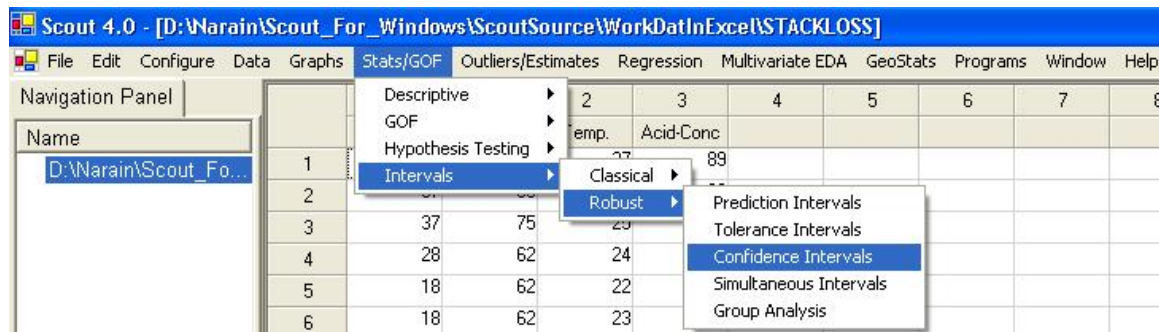 Scout 4.0 - [D:\Narain\Scout_For_Windows\ScoutSource\WorkDatInExcel\STACKLOSS]
File Edit Configure Data Graphs Stats/GOF Outliers/Estimates Regression Multivariate EDA GeoStats Programs Window Help
Navigation Panel
Name
D:\Narain\Scout_Fo...
2 3 4 5 6 7
Temp. Acid-Conc
1 89
2
3 37 75
4 28 62 24
5 18 62 22
6 18 62 23
Descriptive
GOF
Hypothesis Testing
Intervals
Classical
Robust
Prediction Intervals
Tolerance Intervals
Confidence Intervals
Simultaneous Intervals
Group Analysis